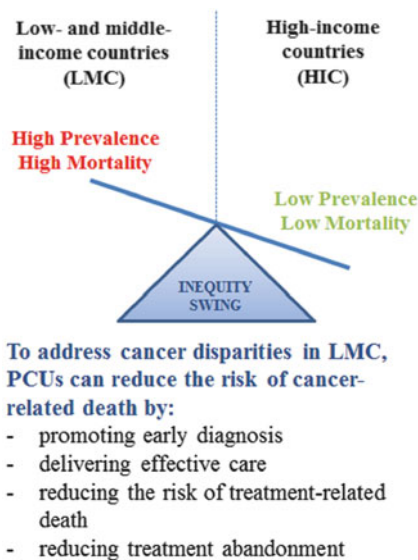 Low- and middle-
income countries
(LMC)
High-income
countries
(HIC)
High Prevalence
High Mortality
Low Prevalence
Low Mortality
INEQUITY
SWING
To address cancer disparities in LMC,
PCUs can reduce the risk of cancer-
related death by:
- promoting early diagnosis
- delivering effective care
- reducing the risk of treatment-related
death
- reducing treatment abandonment